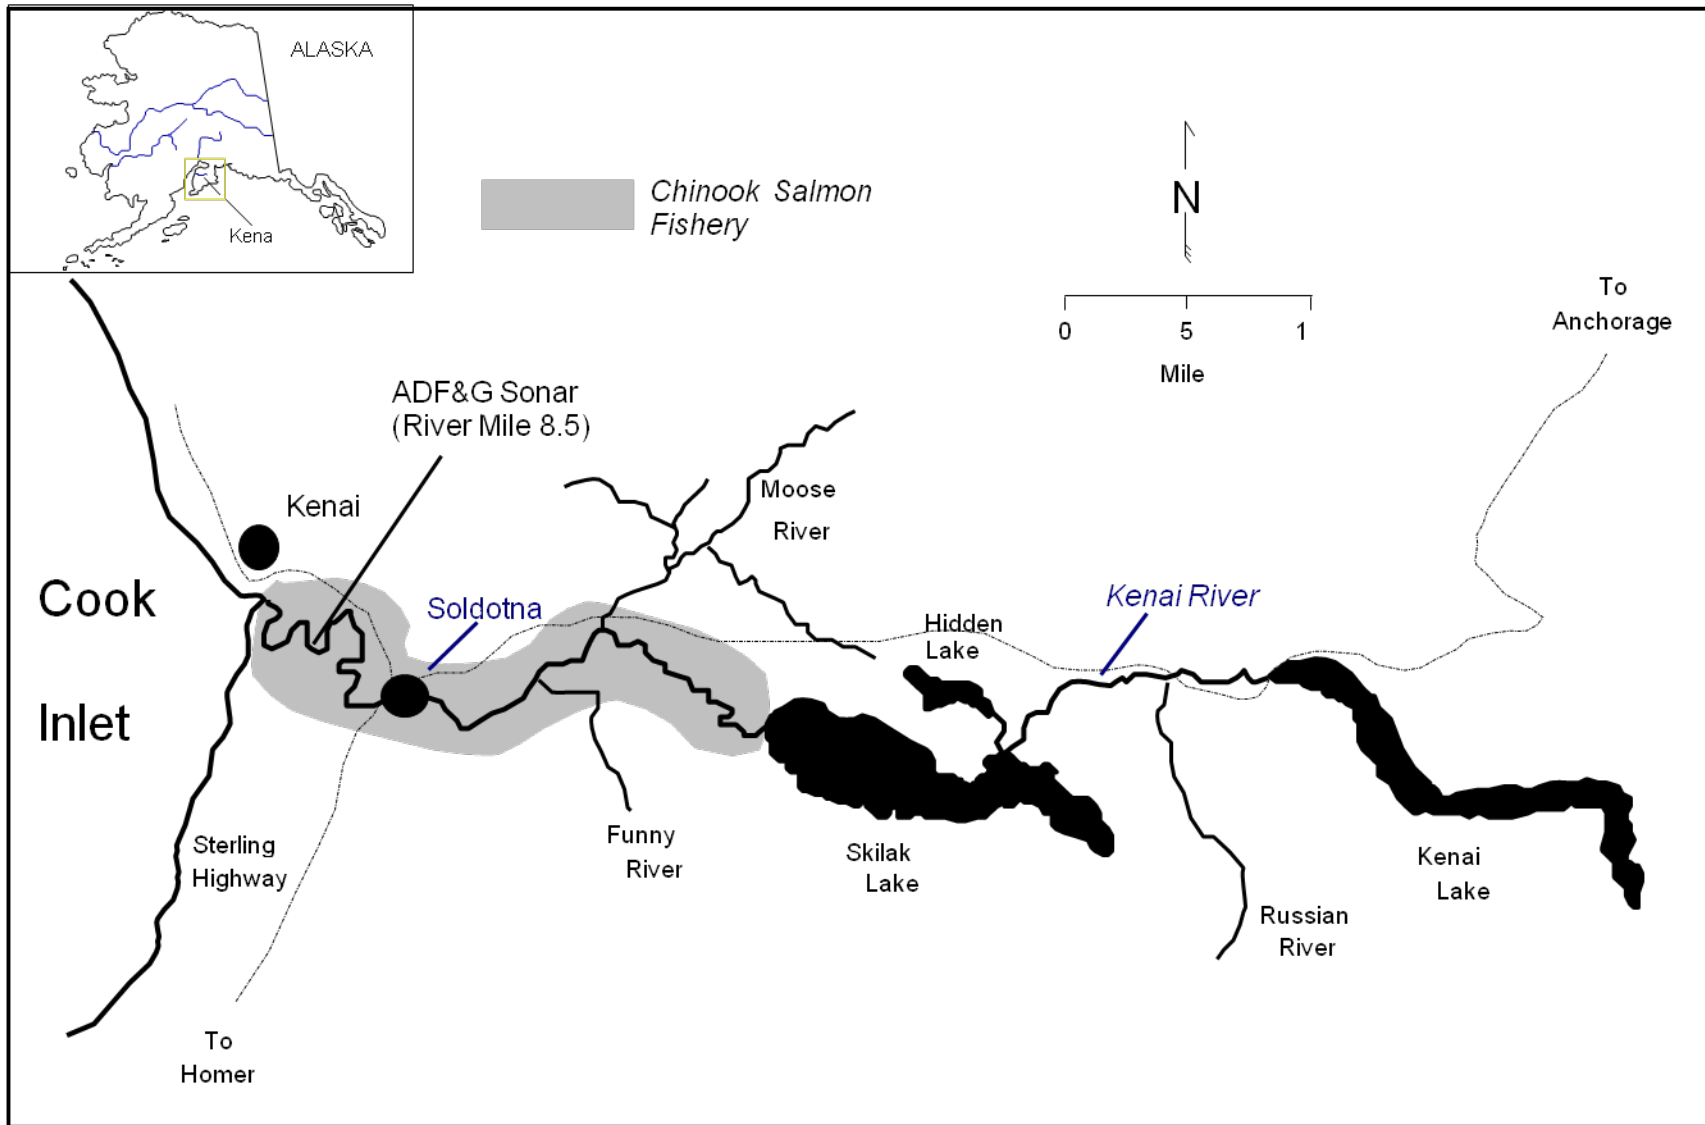 ALASKA
Kena
Chinook Salmon
Fishery
N
0 5 1
Mile
To
Anchorage
ADF&G Sonar
(River Mile 8.5)
Kenai
Moose
River
Cook
Inlet
Soldotna
Kenai River
Hidden
Lake
Sterling
Highway
Funny
River
Skilak
Lake
Kenai
Lake
Russian
River
To
Homer